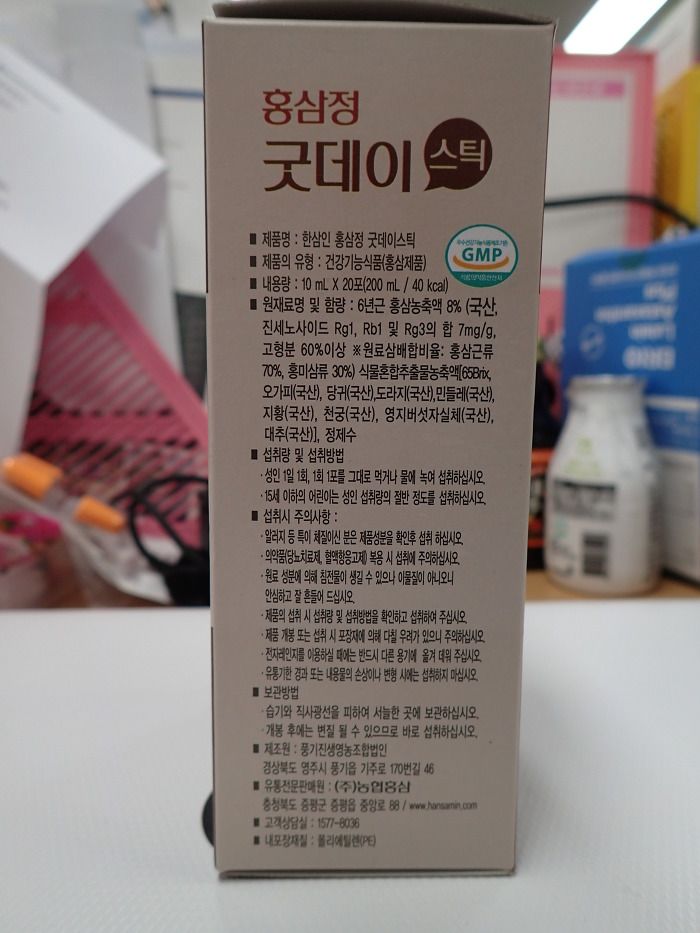 홍삼정
굿데이 스틱
■ 제품명 : 한삼인 홍삼정 굿데이스틱
■ 제품의 유형 : 건강기능식품(홍삼제품)
GMP
■ 내용량 : 10 mL X 20포(200 mL / 40 kcal)
■ 원재료명 및 함량 : 6년근 홍삼농축액 8% (국산,
진세노사이드 Rg1, Rb1 및 Rg3의 합 7mg/g,
고형분 60%이상 ※원료삼배합비율: 홍삼근류
70%, 홍미삼류 30%) 식물혼합추출물농축액[65Brix,
오가피(국산), 당귀(국산),도라지(국산),민들레(국산),
지황(국산), 천궁(국산), 영지버섯자실체(국산),
대추(국산)], 정제수
■ 섭취량 및 섭취방법
·성인 1일 1회, 1회 1포를 그대로 먹거나 물에 녹여 섭취하십시오.
·15세 이하의 어린이는 성인 섭취량의 절반 정도를 섭취하십시오.
■ 섭취시 주의사항 :
·알러지 등 특이 체질이신 분은 제품성분을 확인후 섭취 하십시오.
·의약품(당뇨치료제, 혈액항응고제) 복용 시 섭취에 주의하십시오.
·원료 성분에 의해 침전물이 생길 수 있으나 이물질이 아니오니
안심하고 잘 흔들어 드십시오.
·제품의 섭취 시 섭취량 및 섭취방법을 확인하고 섭취하여 주십시오.
·제품 개봉 또는 섭취 시 포장재에 의해 다칠 우려가 있으니 주의하십시오.
·전자레인지를 이용하실 때에는 반드시 다른 용기에 옮겨 데워 주십시오.
·유통기한 경과 또는 내용물의 손상이나 변형 시에는 섭취하지 마십시오.
■ 보관방법
·습기와 직사광선을 피하여 서늘한 곳에 보관하십시오.
·개봉 후에는 변질 될 수 있으므로 바로 섭취하십시오.
■ 제조원 : 풍기진생영농조합법인
경상북도 영주시 풍기읍 기주로 170번길 46
■ 유통전문판매원 : (주)농협홍삼
충청북도 증평군 증평읍 중앙로 88 / www.hansamin.com
■ 고객상담실 : 1577-8036
■ 내포장재질 : 폴리에틸렌(PE)